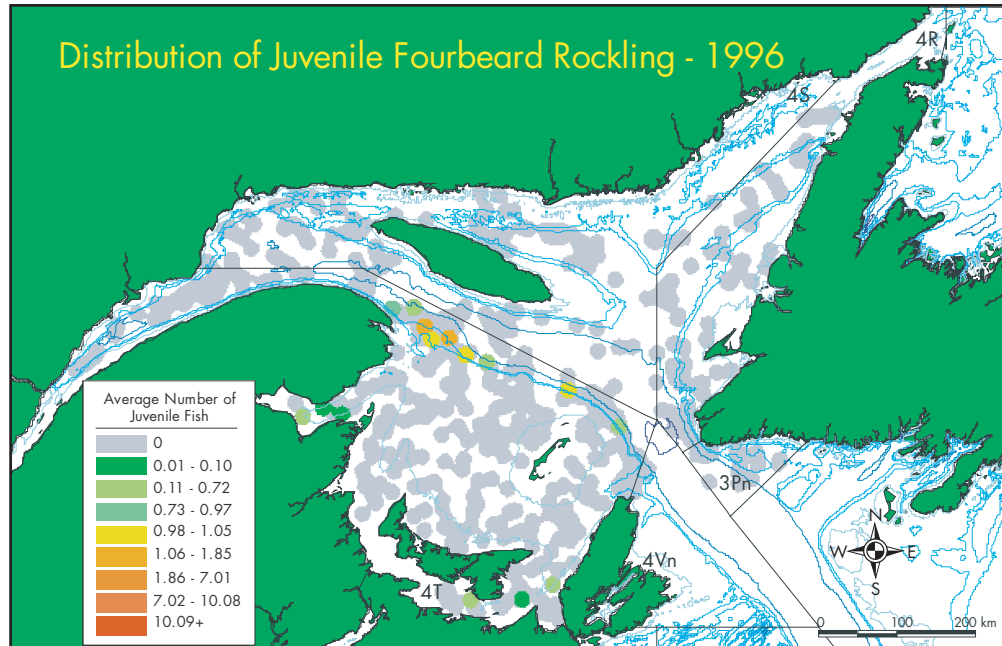 Distribution of Juvenile Fourbeard Rockling - 1996
4R
4S
Average Number of
Juvenile Fish
0
0.01 - 0.10
0.11 - 0.72
0.73 - 0.97
0.98 - 1.05
1.06 - 1.85
1.86 - 7.01
7.02 - 10.08
10.09+
3Pn
4Vn
4T
N
W
E
S
0 100 200 km